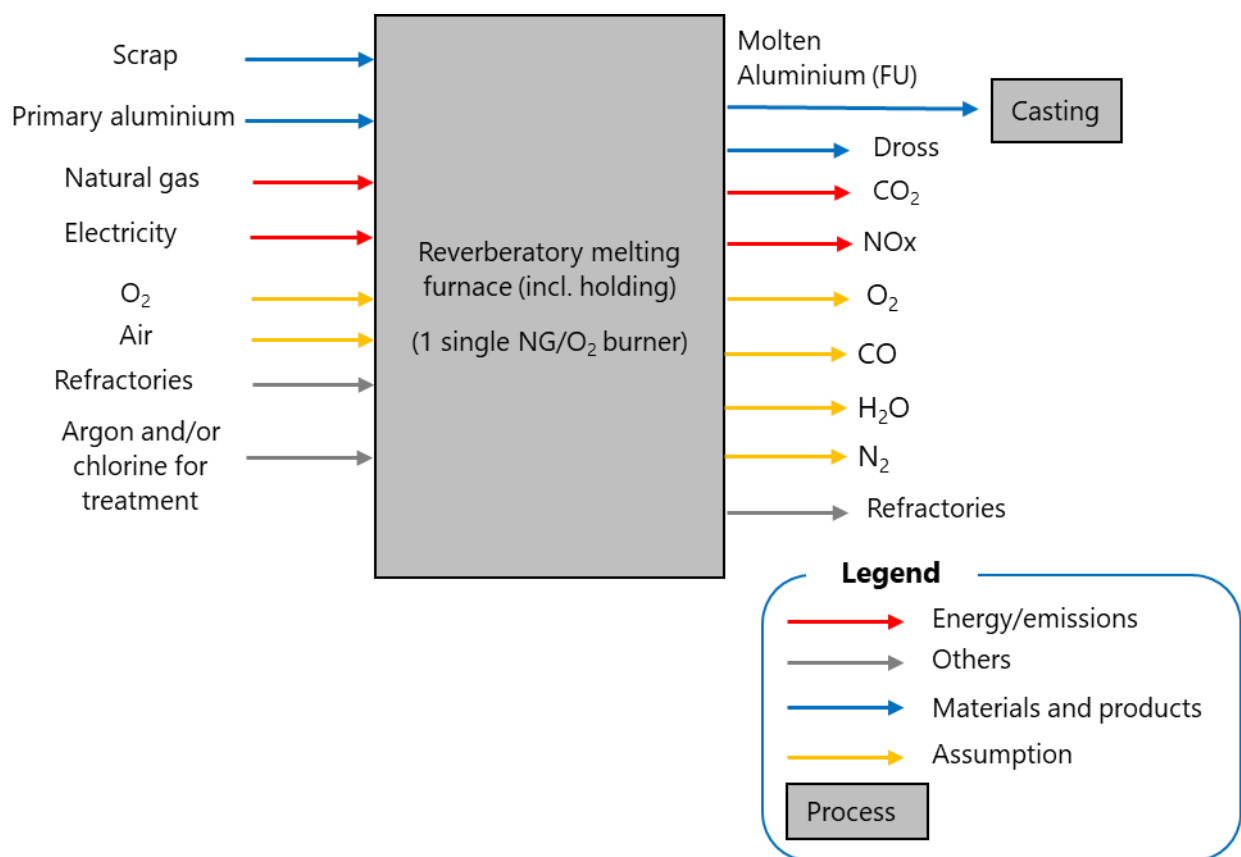 Scrap
Primary aluminium
Natural gas
Electricity
O₂
Air
Refractories
Argon and/or
chlorine for
treatment
Reverberatory melting
furnace (incl. holding)
(1 single NG/O₂ burner)
Molten
Aluminium (FU)
Casting
Dross
CO₂
NOx
O₂
CO
H₂O
N₂
Refractories
Legend
Energy/emissions
Others
Materials and products
Assumption
Process